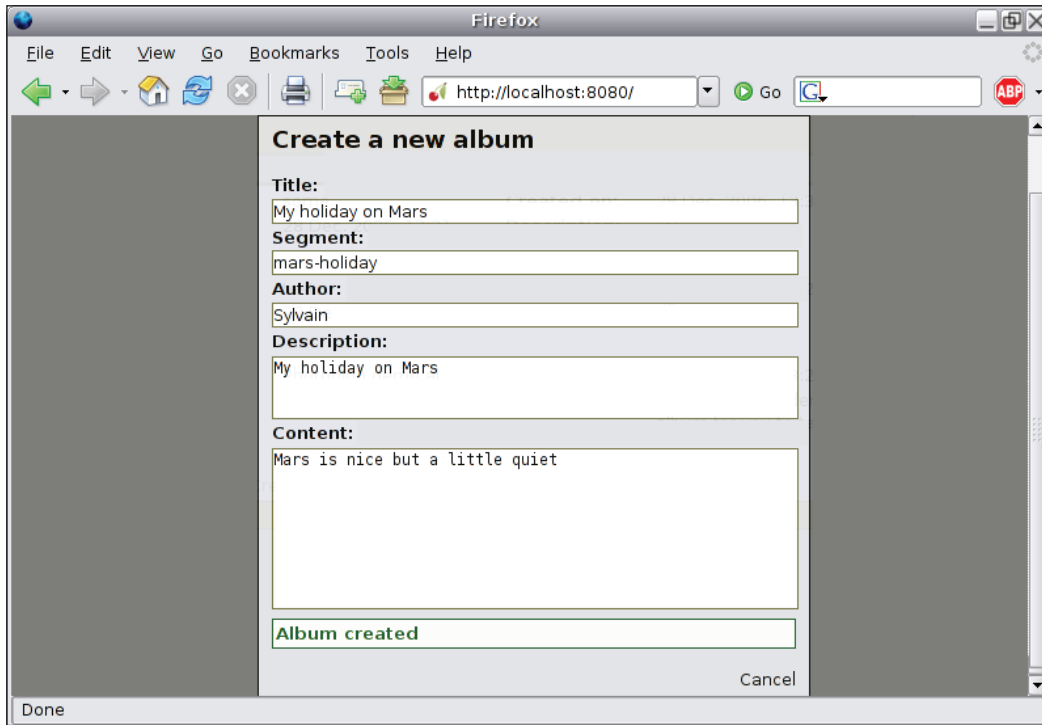 Firefox
File Edit View Go Bookmarks Tools Help
http://localhost:8080/ Go G ABP
Create a new album
Title:
My holiday on Mars
Segment:
mars-holiday
Author:
Sylvain
Description:
My holiday on Mars
Content:
Mars is nice but a little quiet
Album created
Cancel
Done